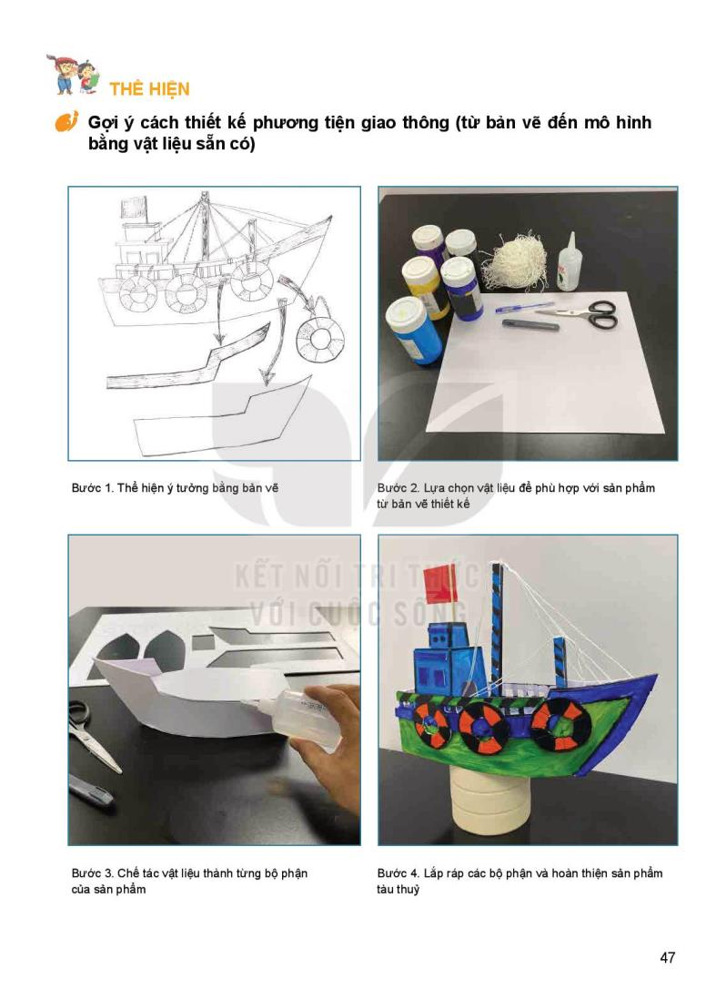 THỂ HIỆN
Gợi ý cách thiết kế phương tiện giao thông (từ bản vẽ đến mô hình
bằng vật liệu sẵn có)
Bước 1. Thể hiện ý tưởng bằng bản vẽ
Bước 2. Lựa chọn vật liệu để phù hợp với sản phẩm
từ bản vẽ thiết kế
KẾT NỐI TRI THỨC
VỚI CUỘC SỐNG
Bước 3. Chế tác vật liệu thành từng bộ phận
của sản phẩm
Bước 4. Lắp ráp các bộ phận và hoàn thiện sản phẩm
tàu thuỷ
47